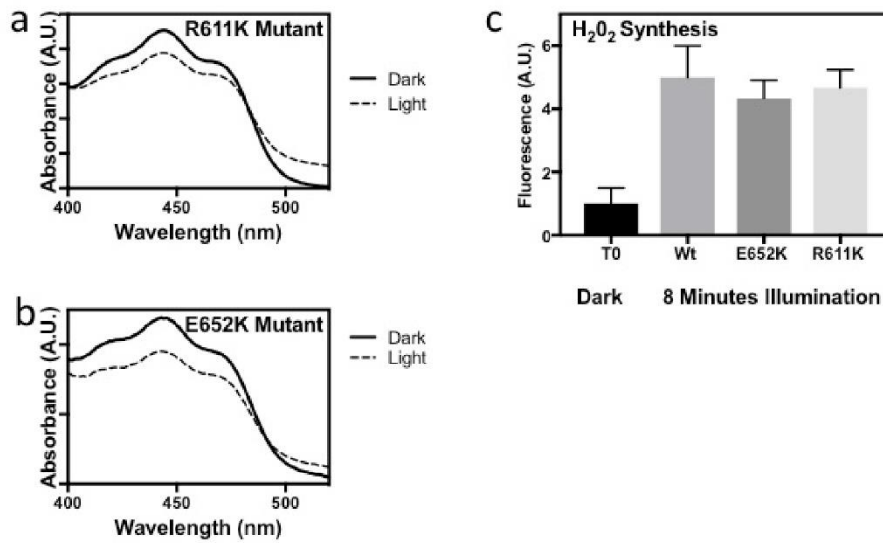 a
R611K Mutant
Absorbance (A.U.)
Dark
Light
400
450
500
Wavelength (nm)
b
E652K Mutant
Absorbance (A.U.)
Dark
Light
400
450
500
Wavelength (nm)
c
H₂0₂ Synthesis
Fluorescence (A.U.)
6
4
2
0
T0
Wt
E652K
R611K
Dark
8 Minutes Illumination